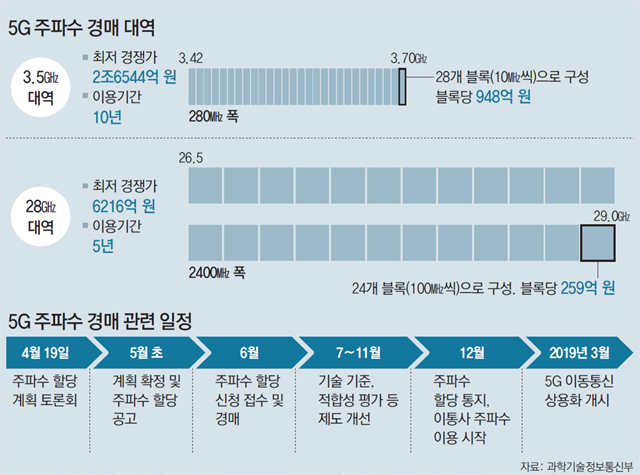 5G 주파수 경매 대역
3.5GHz
대역
최저 경쟁가
2조6544억 원
이용기간
10년
3.42
3.70GHz
280MHz 폭
28개 블록(10MHz씩)으로 구성
블록당 948억 원
28GHz
대역
최저 경쟁가
6216억 원
이용기간
5년
26.5
29.0GHz
2400MHz 폭
24개 블록(100MHz씩)으로 구성. 블록당 259억 원
5G 주파수 경매 관련 일정
4월 19일
주파수 할당
계획 토론회
5월 초
계획 확정 및
주파수 할당
공고
6월
주파수 할당
신청 접수 및
경매
7～11월
기술 기준,
적합성 평가 등
제도 개선
12월
주파수
할당 통지,
이통사 주파수
이용 시작
2019년 3월
5G 이동통신
상용화 개시
자료: 과학기술정보통신부